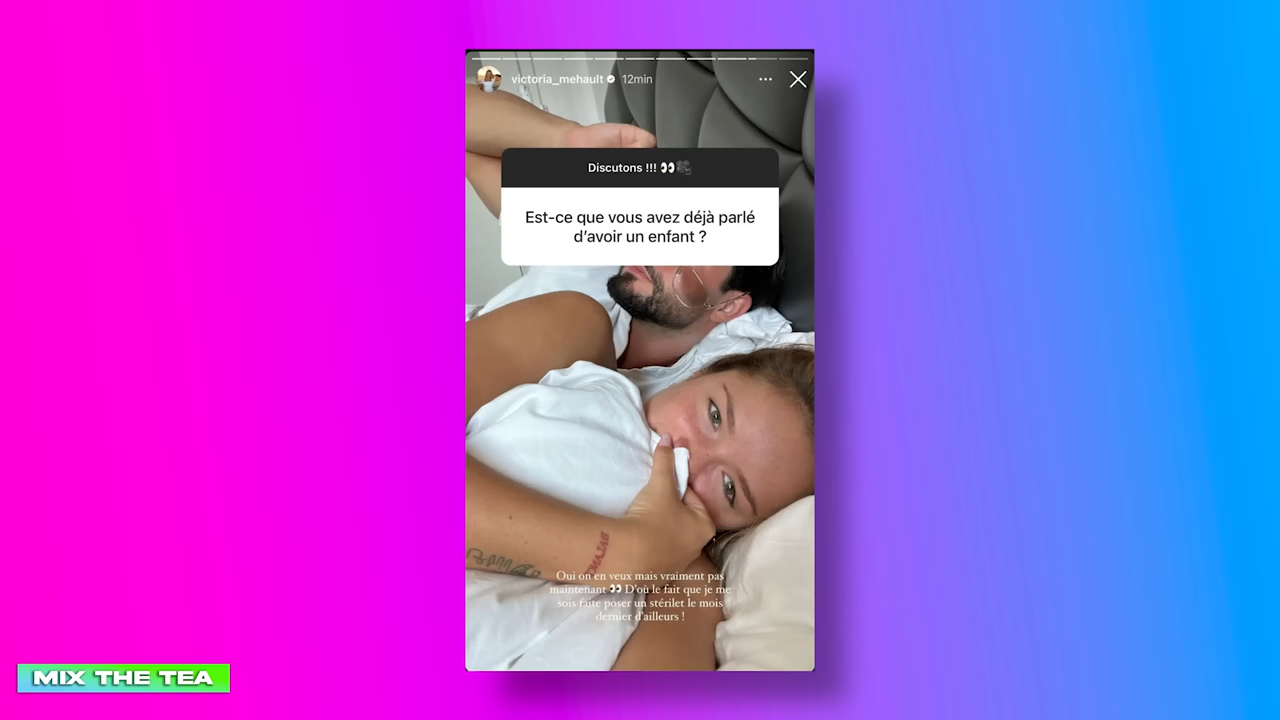 victoria_mehault 12min
Discutons !!! 👀
Est-ce que vous avez déjà parlé
d'avoir un enfant ?
Oui on en veux mais vraiment pas
maintenant 👀 D'où le fait que je me
sois faite poser un stérilet le mois
dernier d'ailleurs !
MIX THE TEA